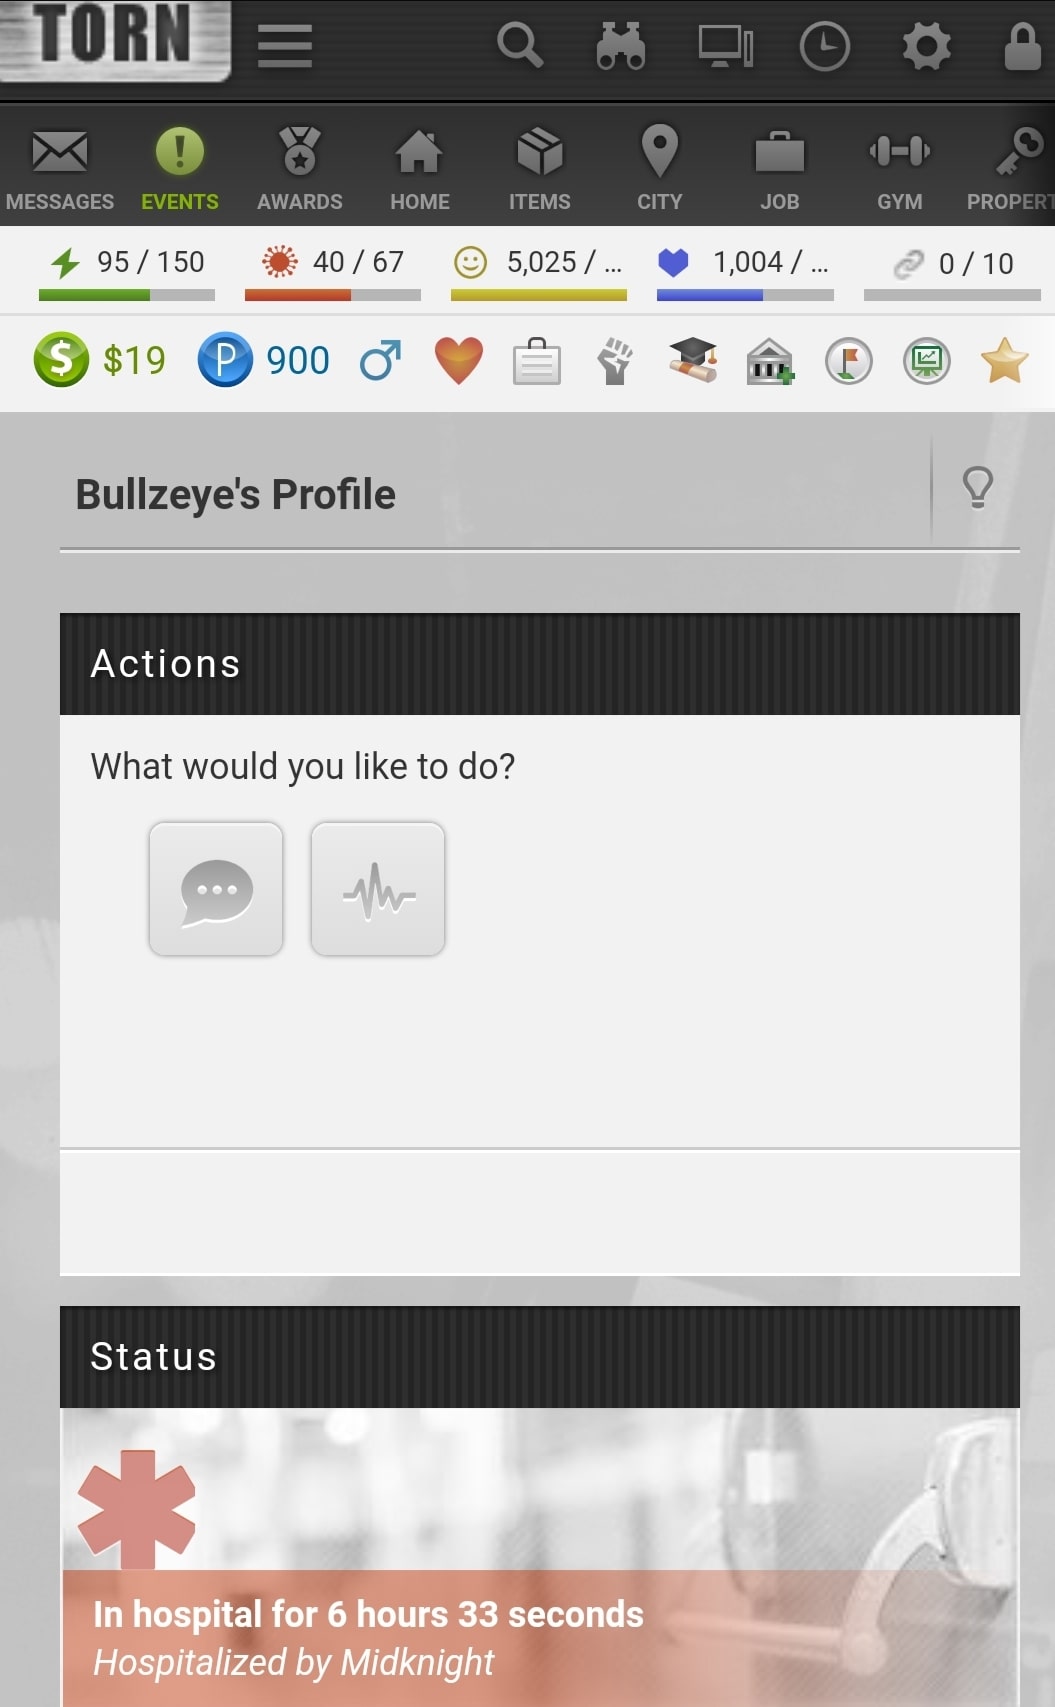 TORN
MESSAGES EVENTS AWARDS HOME ITEMS CITY JOB GYM PROPERT
95 / 150 40 / 67 5,025 / ... 1,004 / ... 0 / 10
$ $19 P 900
Bullzeye's Profile
Actions
What would you like to do?
Status
In hospital for 6 hours 33 seconds
Hospitalized by Midknight